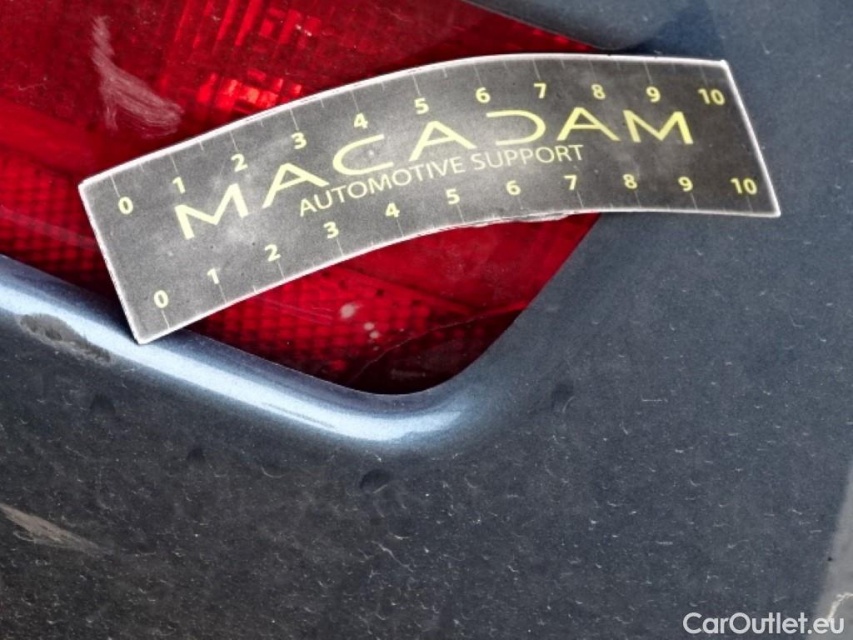 0 1 2 3 4 5 6 7 8 9 10
MACADAM
AUTOMOTIVE SUPPORT
0 1 2 3 4 5 6 7 8 9 10
CarOutlet.eu